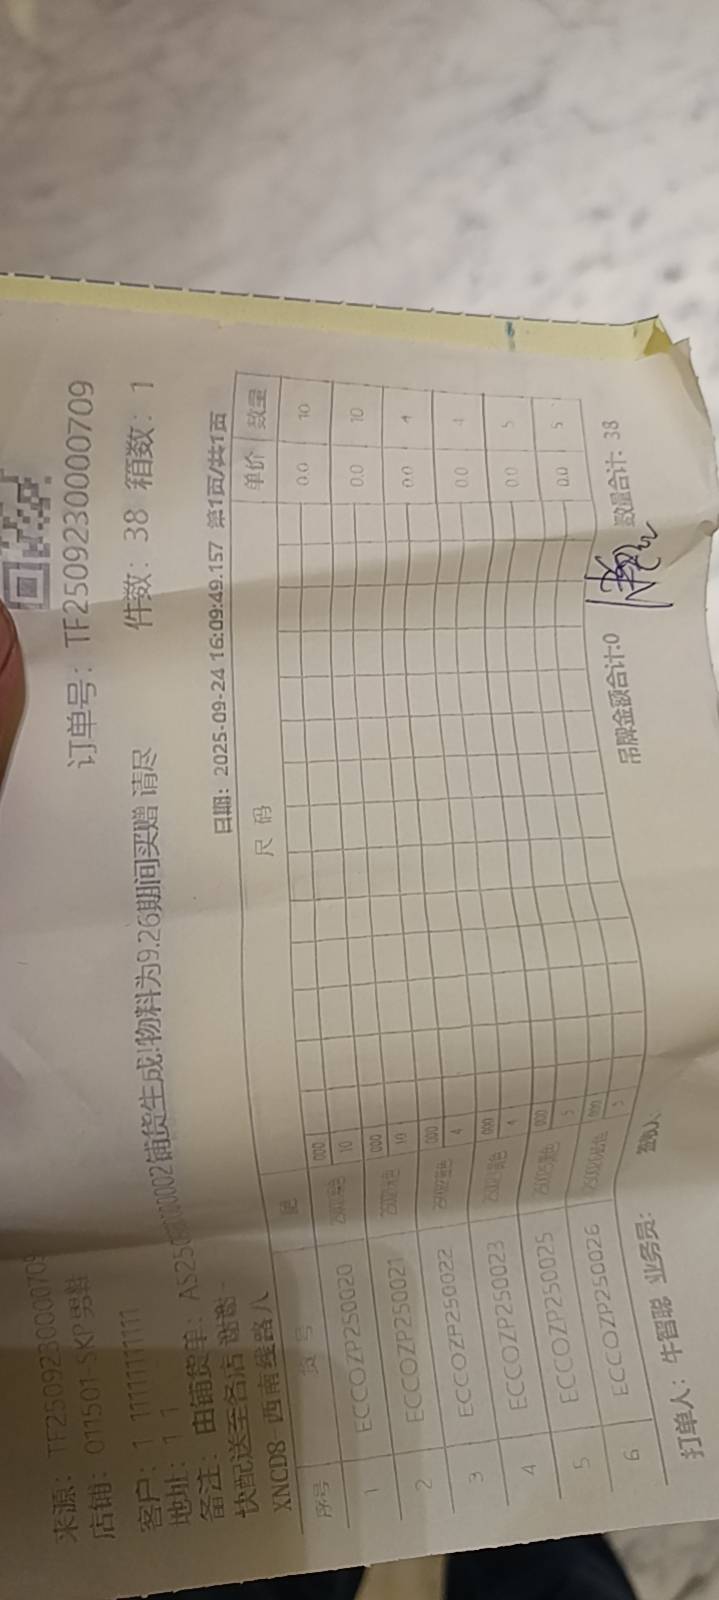 来源：TF2509230000709 订单号：TF2509230000709
店铺：011501-SKP男鞋
客户：1 11111111111 件数：38 箱数：1
地址：1 1
备注：由铺货单：0002铺货生成!物料为9.26期间买赠 请尽
快配送至各店 谢谢
XNCD8-西南线路八 日期：2025-09-24 16:09:49.157 第1页/共1页
序号 货号 尺码 单价 数量
1 ECCOZP250020 000 10 0.0 10
2 ECCOZP250021 000 10 0.0 10
3 ECCOZP250022 000 4 0.0 4
4 ECCOZP250023 000 4 0.0 4
5 ECCOZP250025 000 5 0.0 5
6 ECCOZP250026 000 5 0.0 5
吊牌金额合计:0 数量合计: 38
打单人：牛智聪 业务员：